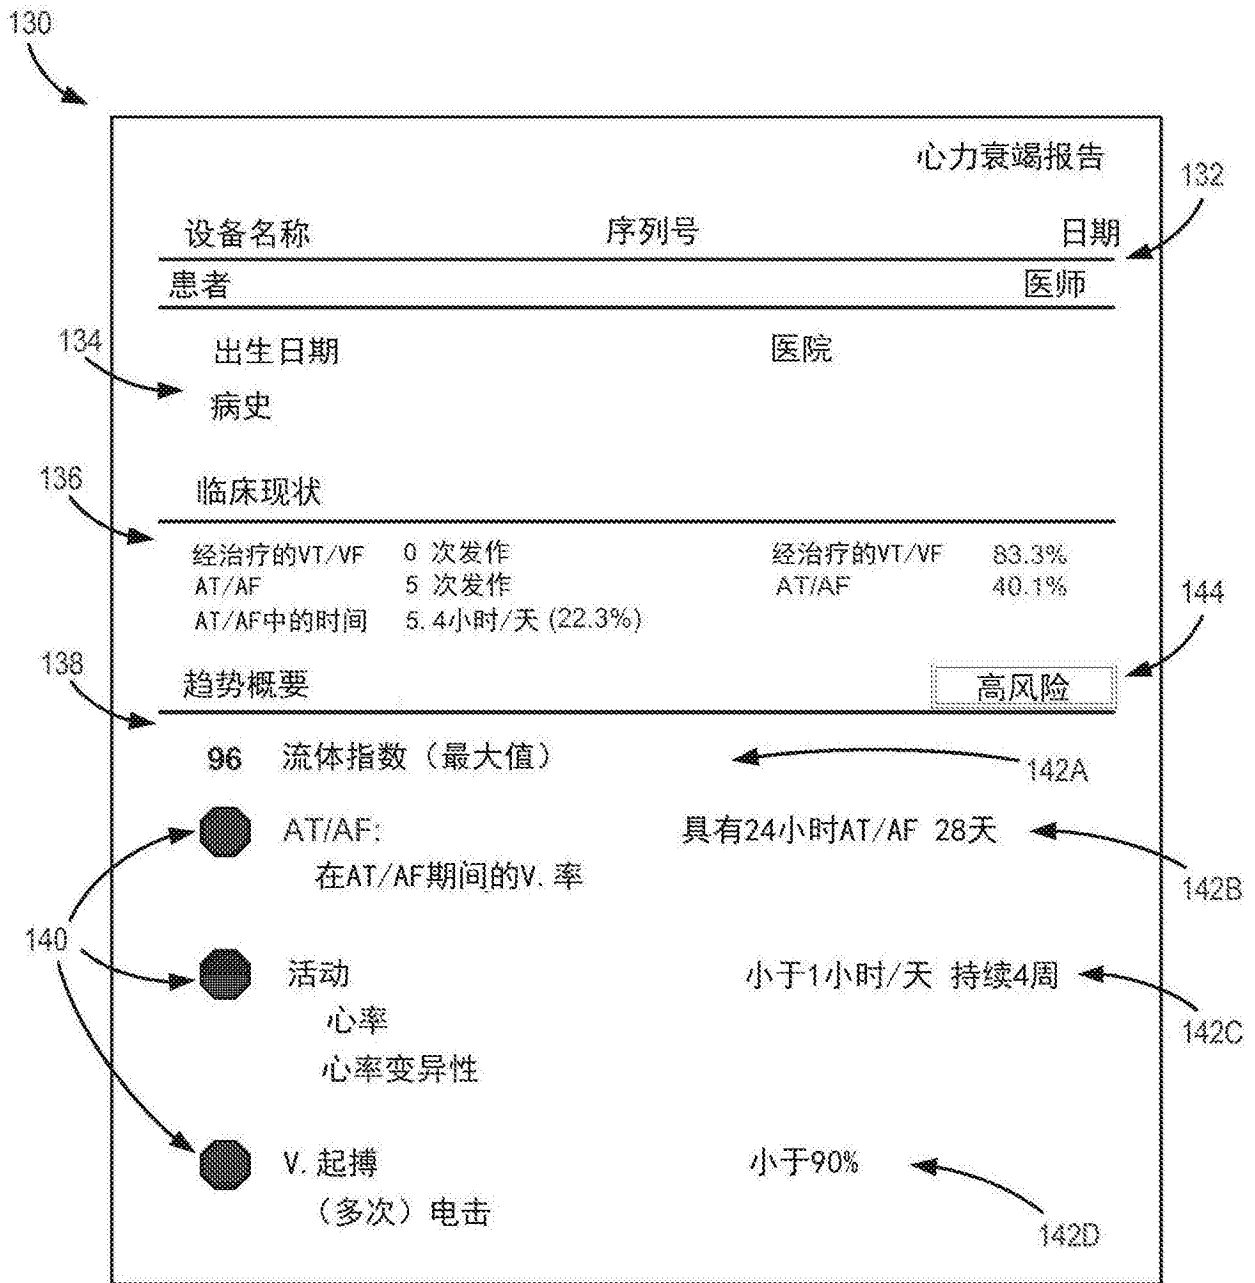 130
心力衰竭报告
132
设备名称 序列号 日期
患者 医师
134
出生日期 医院
病史
136
临床现状
经治疗的VT/VF 0 次发作 经治疗的VT/VF 83.3%
AT/AF 5 次发作 AT/AF 40.1%
144
AT/AF中的时间 5.4小时/天 (22.3%)
138
趋势概要 高风险
96 流体指数（最大值） 142A
AT/AF: 具有24小时AT/AF 28天
在AT/AF期间的V.率 142B
140
活动 小于1小时/天 持续4周
心率 142C
心率变异性
V.起搏 小于90%
（多次）电击 142D